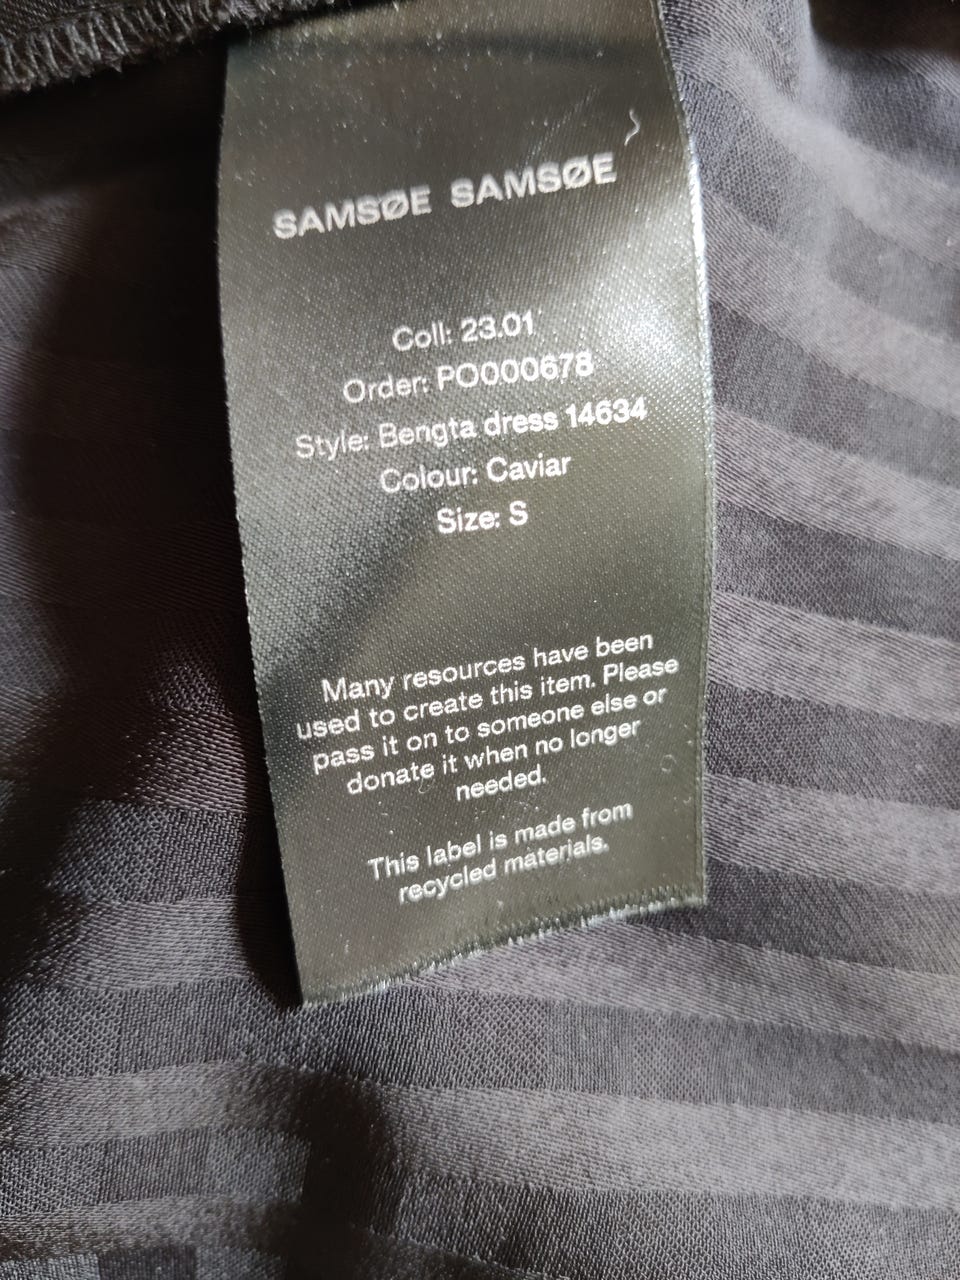 SAMSØE SAMSØE
Coll: 23.01
Order: PO000678
Style: Bengta dress 14634
Colour: Caviar
Size: S
Many resources have been
used to create this item. Please
pass it on to someone else or
donate it when no longer
needed.
This label is made from
recycled materials.